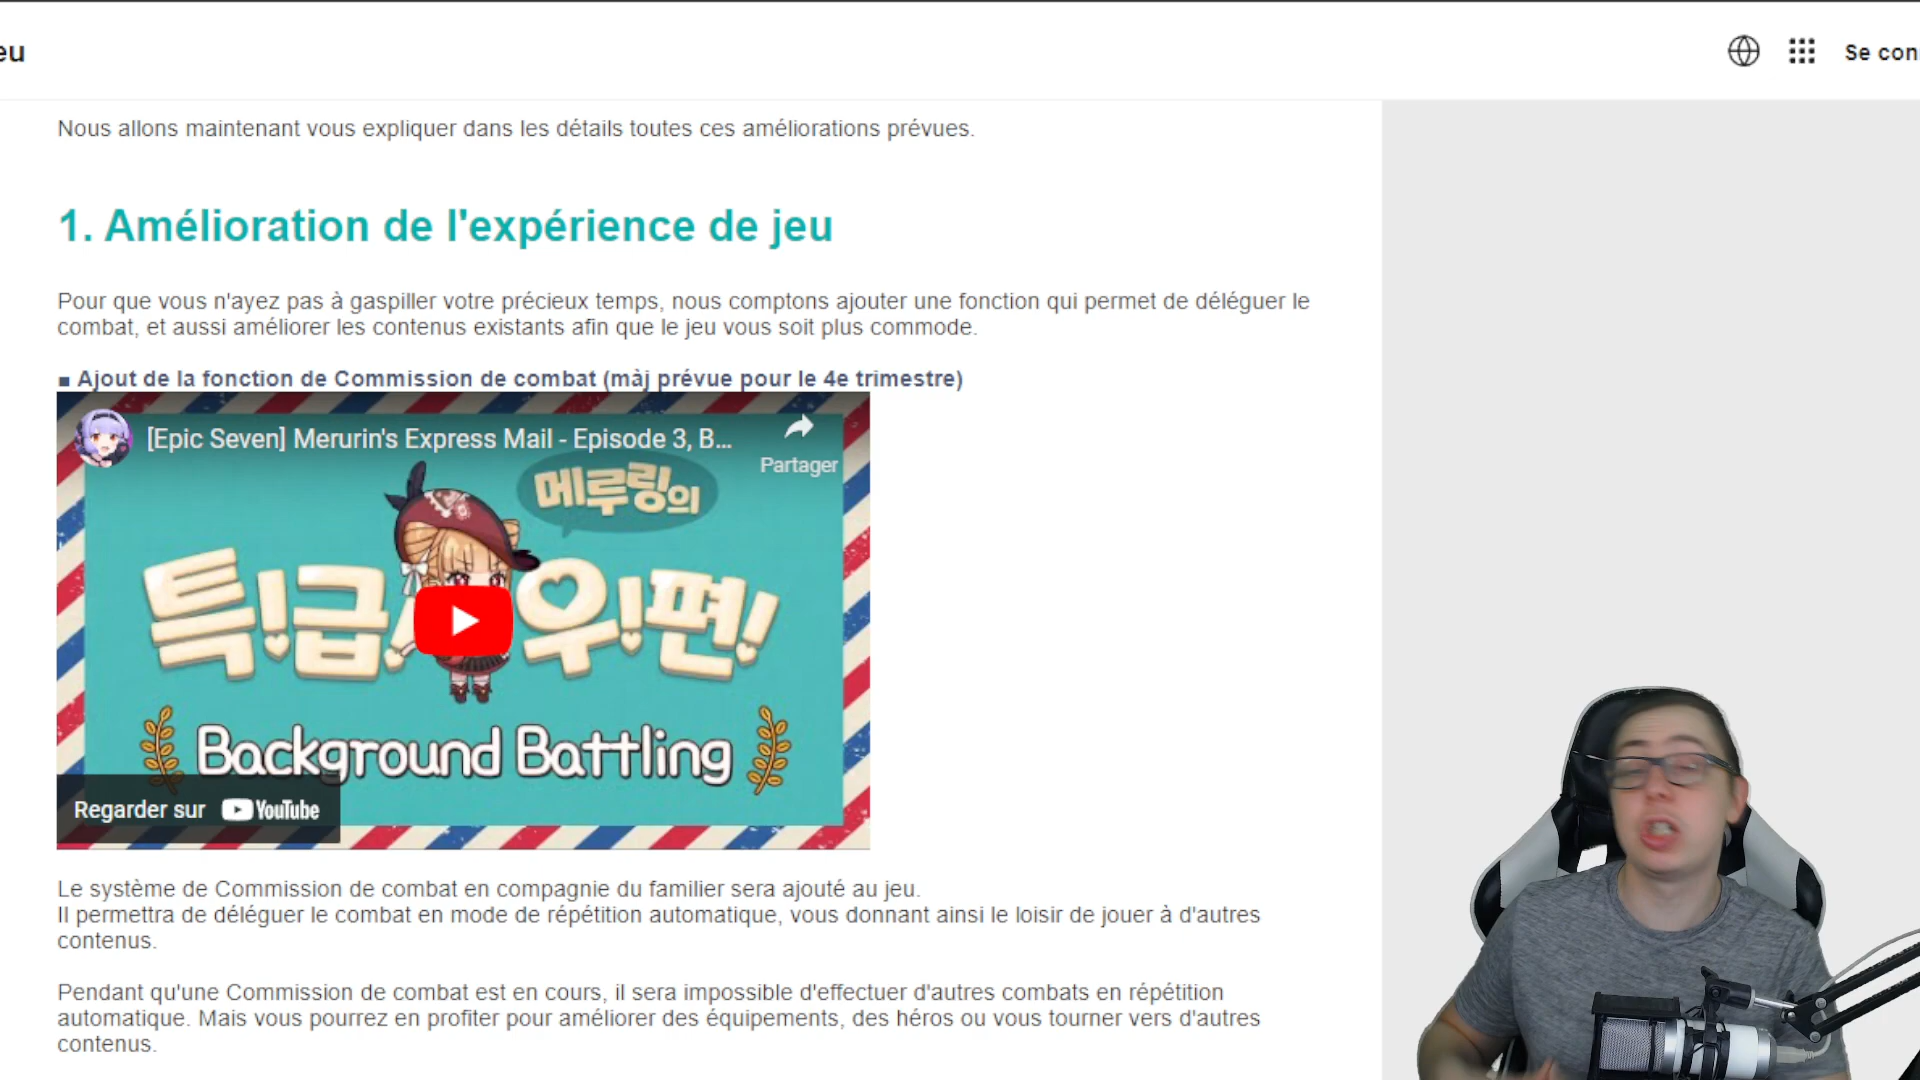 eu
Se con
Nous allons maintenant vous expliquer dans les détails toutes ces améliorations prévues.
1. Amélioration de l'expérience de jeu
Pour que vous n'ayez pas à gaspiller votre précieux temps, nous comptons ajouter une fonction qui permet de déléguer le
combat, et aussi améliorer les contenus existants afin que le jeu vous soit plus commode.
■ Ajout de la fonction de Commission de combat (màj prévue pour le 4e trimestre)
[Epic Seven] Merurin's Express Mail - Episode 3, B...
Partager
메루링의
특!급! 우!편!
Background Battling
Regarder sur YouTube
Le système de Commission de combat en compagnie du familier sera ajouté au jeu.
Il permettra de déléguer le combat en mode de répétition automatique, vous donnant ainsi le loisir de jouer à d'autres
contenus.
Pendant qu'une Commission de combat est en cours, il sera impossible d'effectuer d'autres combats en répétition
automatique. Mais vous pourrez en profiter pour améliorer des équipements, des héros ou vous tourner vers d'autres
contenus.